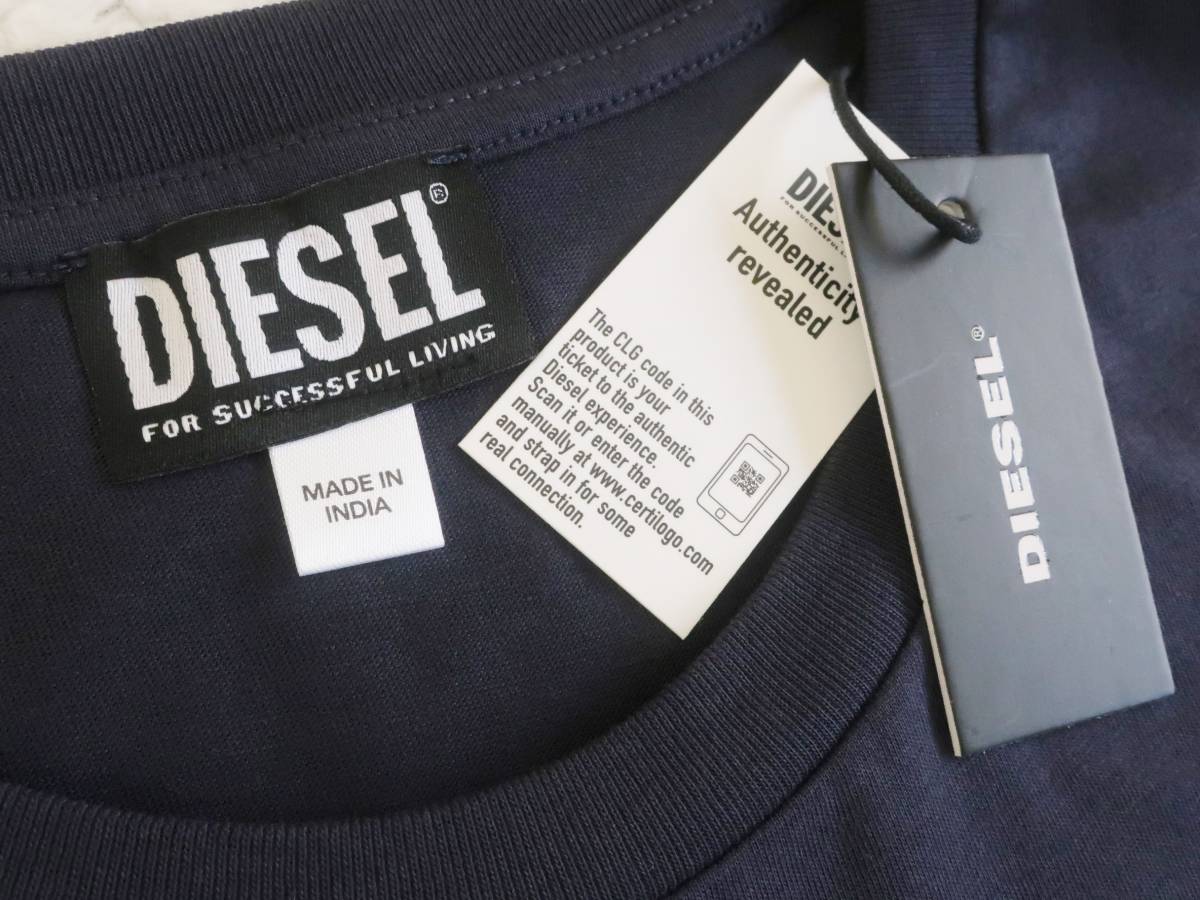 DIESEL®
FOR SUCCESSFUL LIVING
MADE IN
INDIA
FOR SUCCESSFUL
Authenticity
revealed
The CLG code in this
product is your
ticket to the authentic
Diesel experience.
Scan it or enter the code
manually at www.certilogo.com
and strap in for some
real connection.
DIESEL®